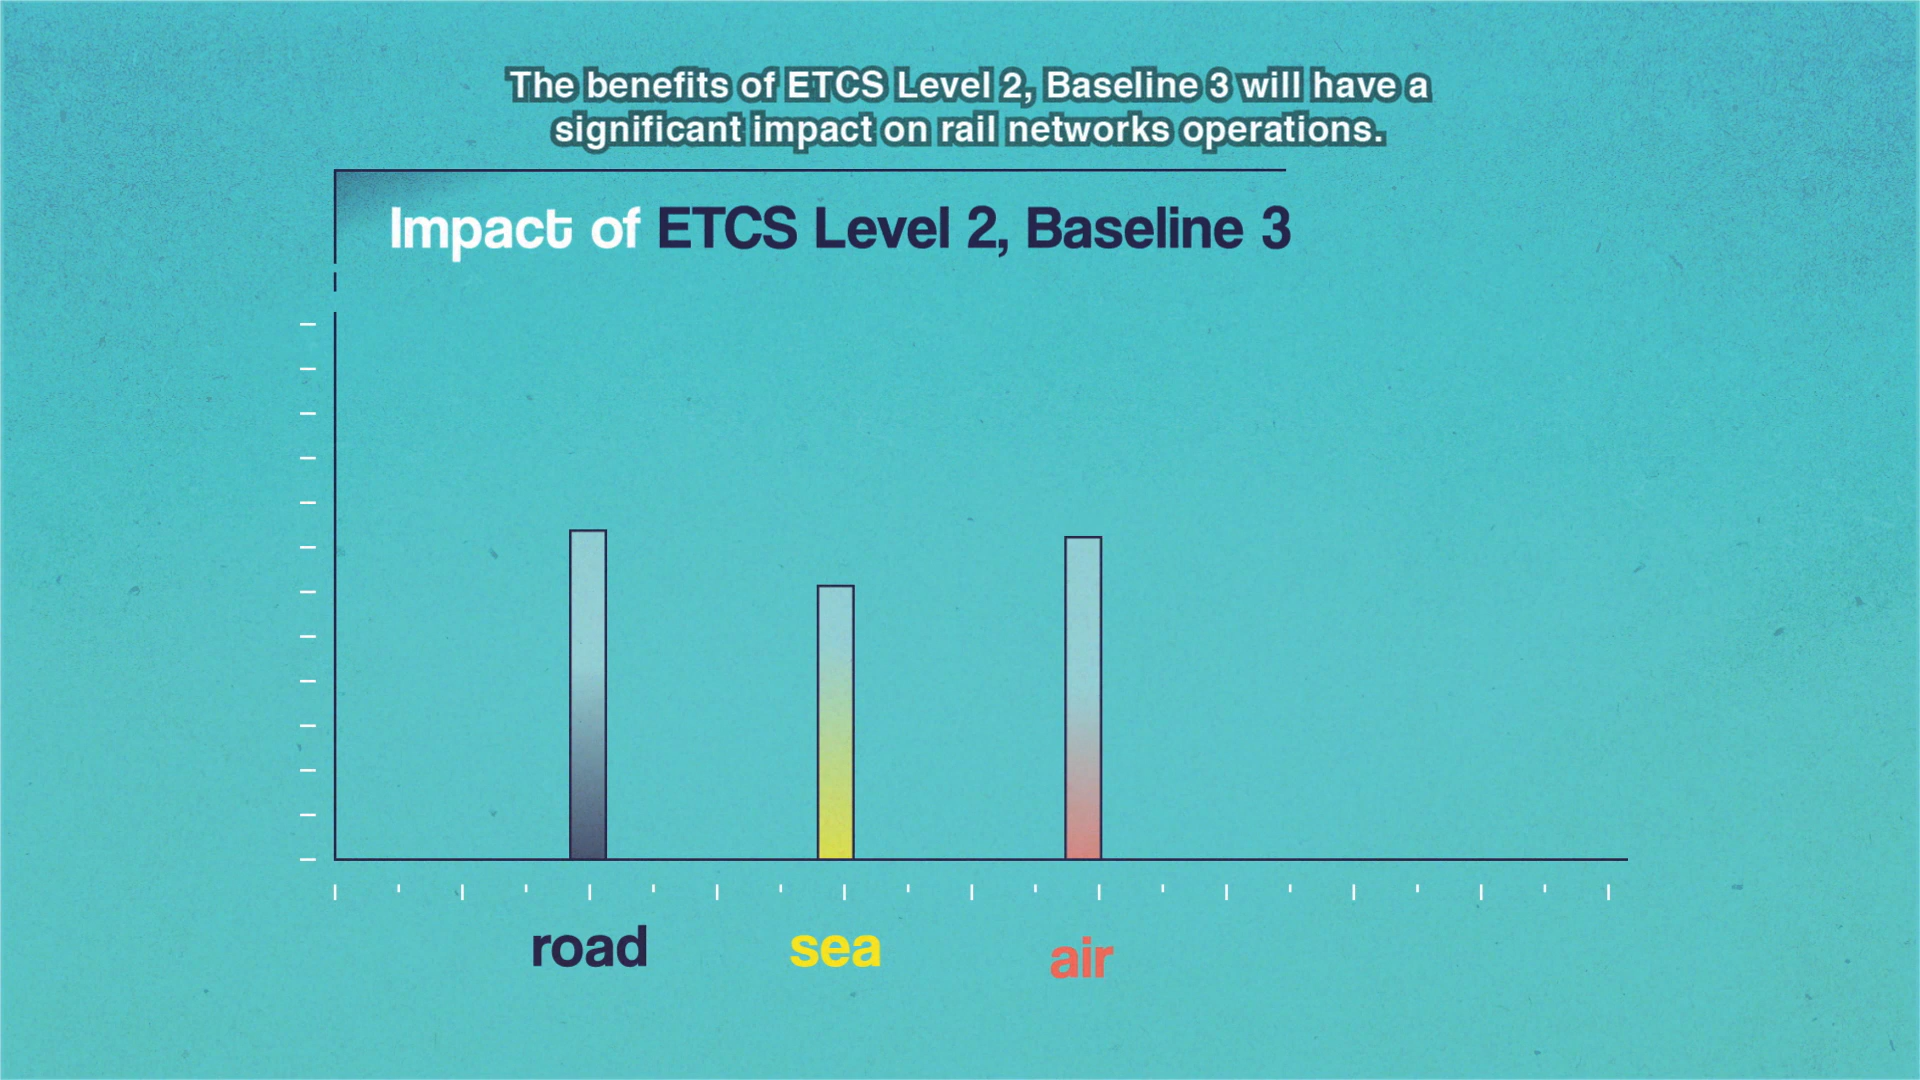 The benefits of ETCS Level 2, Baseline 3 will have a
significant impact on rail networks operations.
Impact of ETCS Level 2, Baseline 3
road sea air